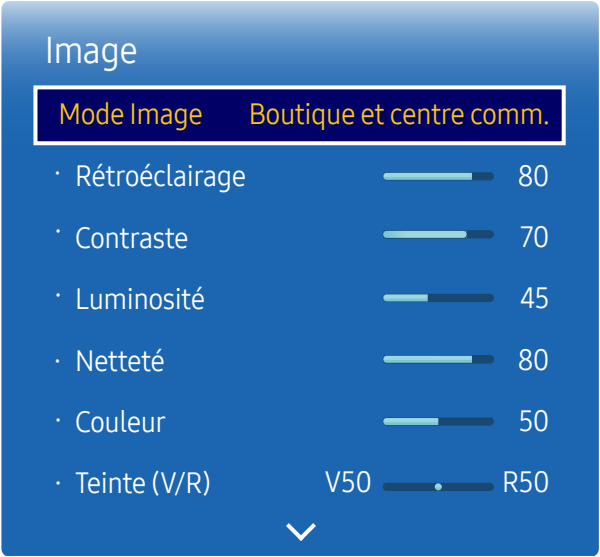 Image
Mode Image Boutique et centre comm.
· Rétroéclairage 80
· Contraste 70
· Luminosité 45
· Netteté 80
· Couleur 50
· Teinte (V/R) V50 R50